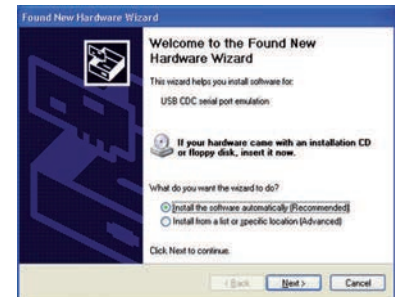 Found New Hardware Wizard
Welcome to the Found New
Hardware Wizard
This wizard helps you install software for:
USB CDC serial port emulation
If your hardware came with an installation CD
or floppy disk, insert it now.
What do you want the wizard to do?
Install the software automatically (Recommended)
Install from a list or specific location (Advanced)
Click Next to continue.
< Back
Next >
Cancel